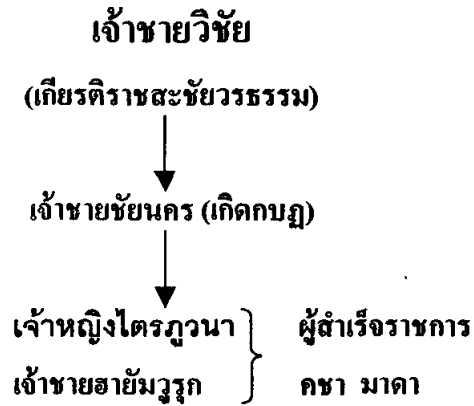 เจ้าชายวิชัย
(เกียรติราชสะชัยวรธรรม)
เจ้าชายชัยนคร (เกิดกบฏ)
เจ้าหญิงไตรภูวนา ผู้สำเร็จราชการ
เจ้าชายฮายัมวูรุก คชา มาดา